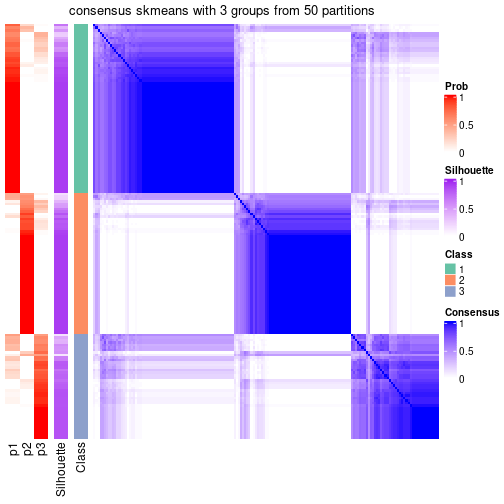 consensus skmeans with 3 groups from 50 partitions
Prob
1
0.5
0
Silhouette
1
0.5
0
Class
1
2
3
Consensus
1
0.5
0
p1
p2
p3
Silhouette
Class